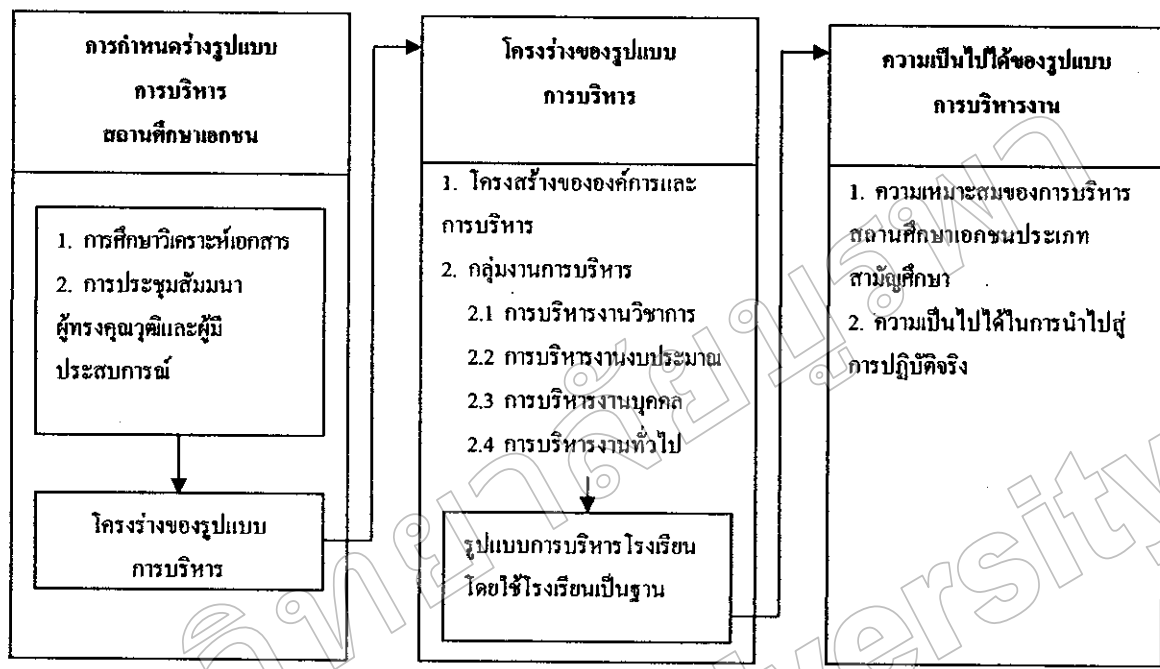 การกำหนดร่างรูปแบบ
การบริหาร
สถานศึกษาเอกชน
1. การศึกษาวิเคราะห์เอกสาร
2. การประชุมสัมมนา
ผู้ทรงคุณวุฒิและผู้มี
ประสบการณ์
โครงร่างของรูปแบบ
การบริหาร
โครงร่างของรูปแบบ
การบริหาร
1. โครงสร้างขององค์การและ
การบริหาร
2. กลุ่มงานการบริหาร
2.1 การบริหารงานวิชาการ
2.2 การบริหารงานงบประมาณ
2.3 การบริหารงานบุคคล
2.4 การบริหารงานทั่วไป
รูปแบบการบริหารโรงเรียน
โดยใช้โรงเรียนเป็นฐาน
ความเป็นไปได้ของรูปแบบ
การบริหารงาน
1. ความเหมาะสมของการบริหาร
สถานศึกษาเอกชนประเภท
สามัญศึกษา
2. ความเป็นไปได้ในการนำไปสู่
การปฏิบัติจริง